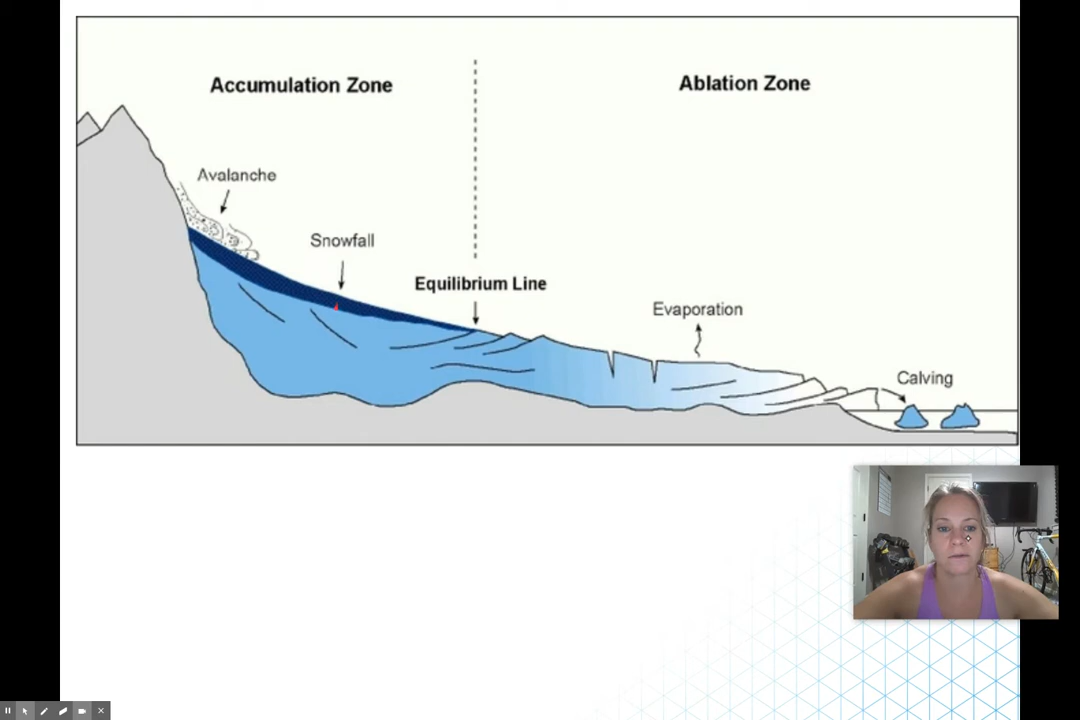 Accumulation Zone
Ablation Zone
Avalanche
Snowfall
Equilibrium Line
Evaporation
Calving